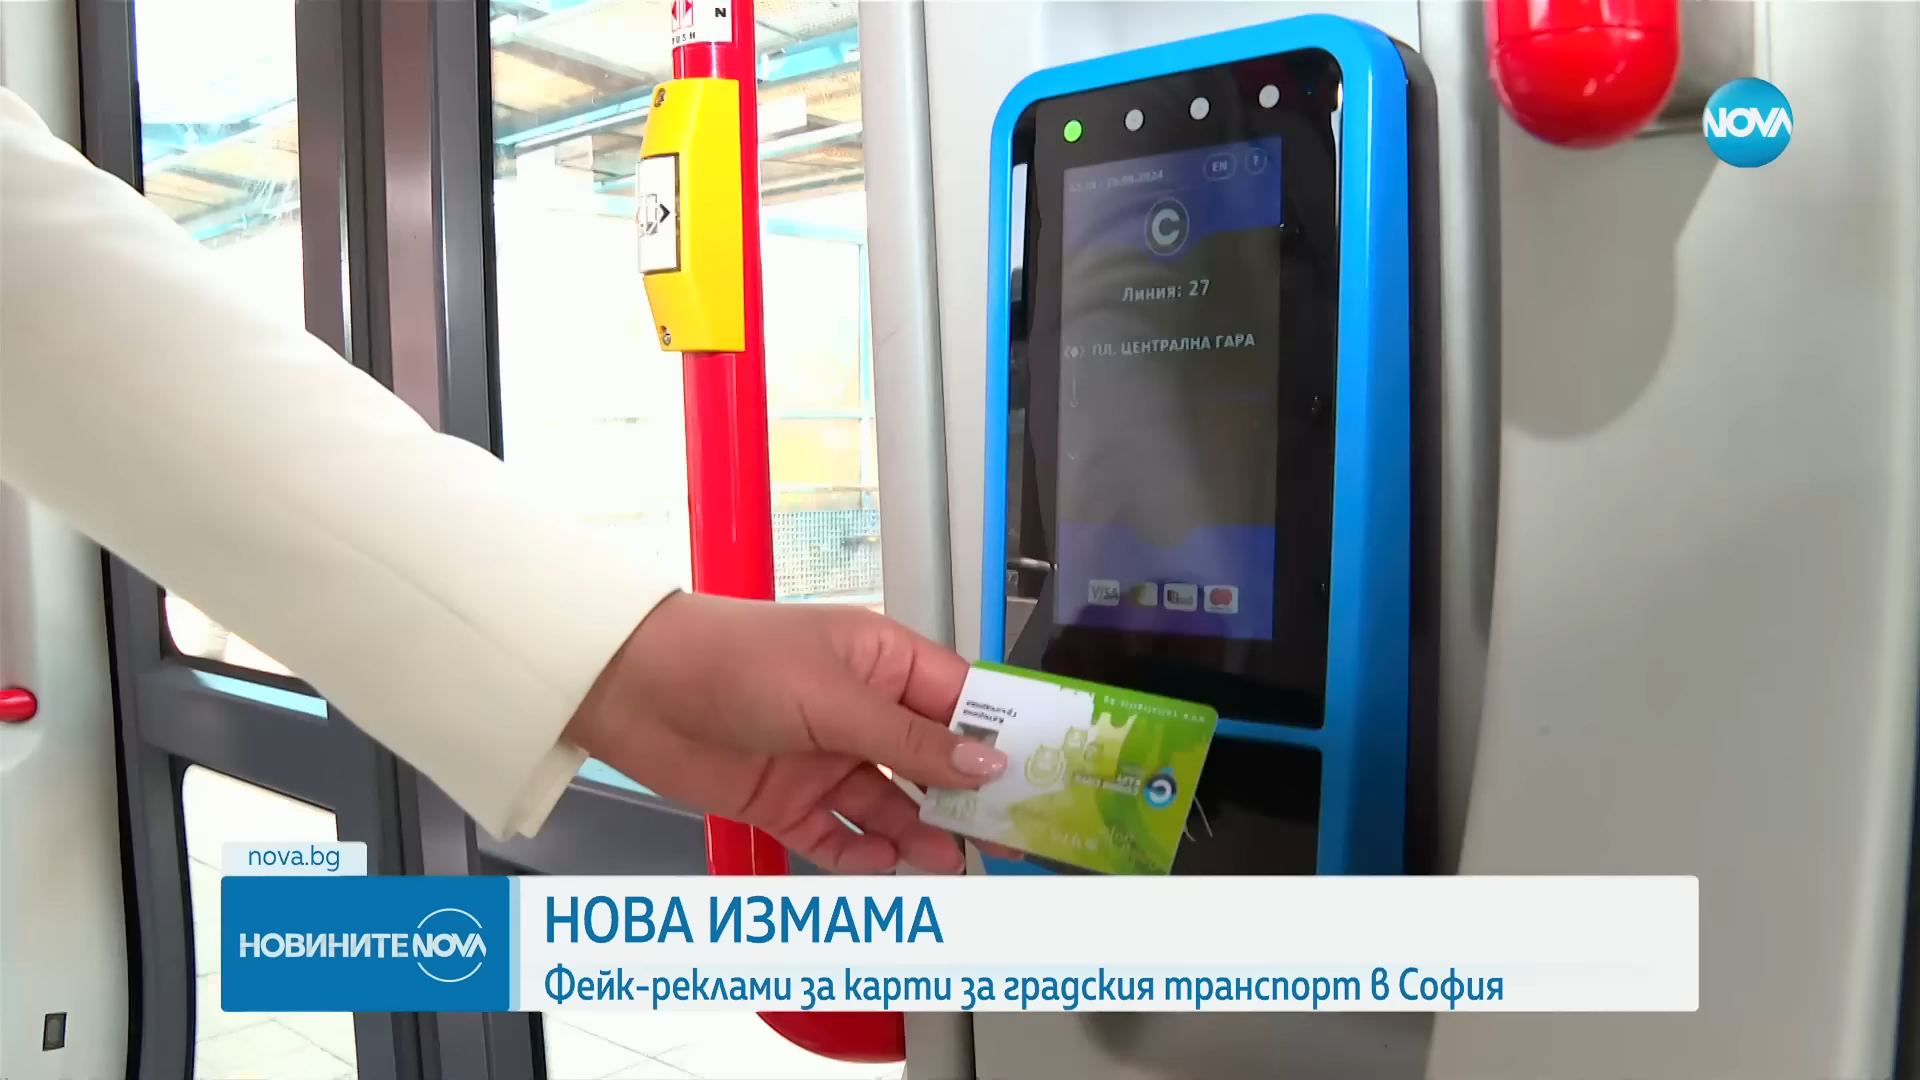 N
PUSH
NOVA
EN
?
C
Линия: 27
ПЛ. ЦЕНТРАЛНА ГАРА
VISA
nova.bg
НОВИНИТЕ NOVA
НОВА ИЗМАМА
Фейк-реклами за карти за градския транспорт в София